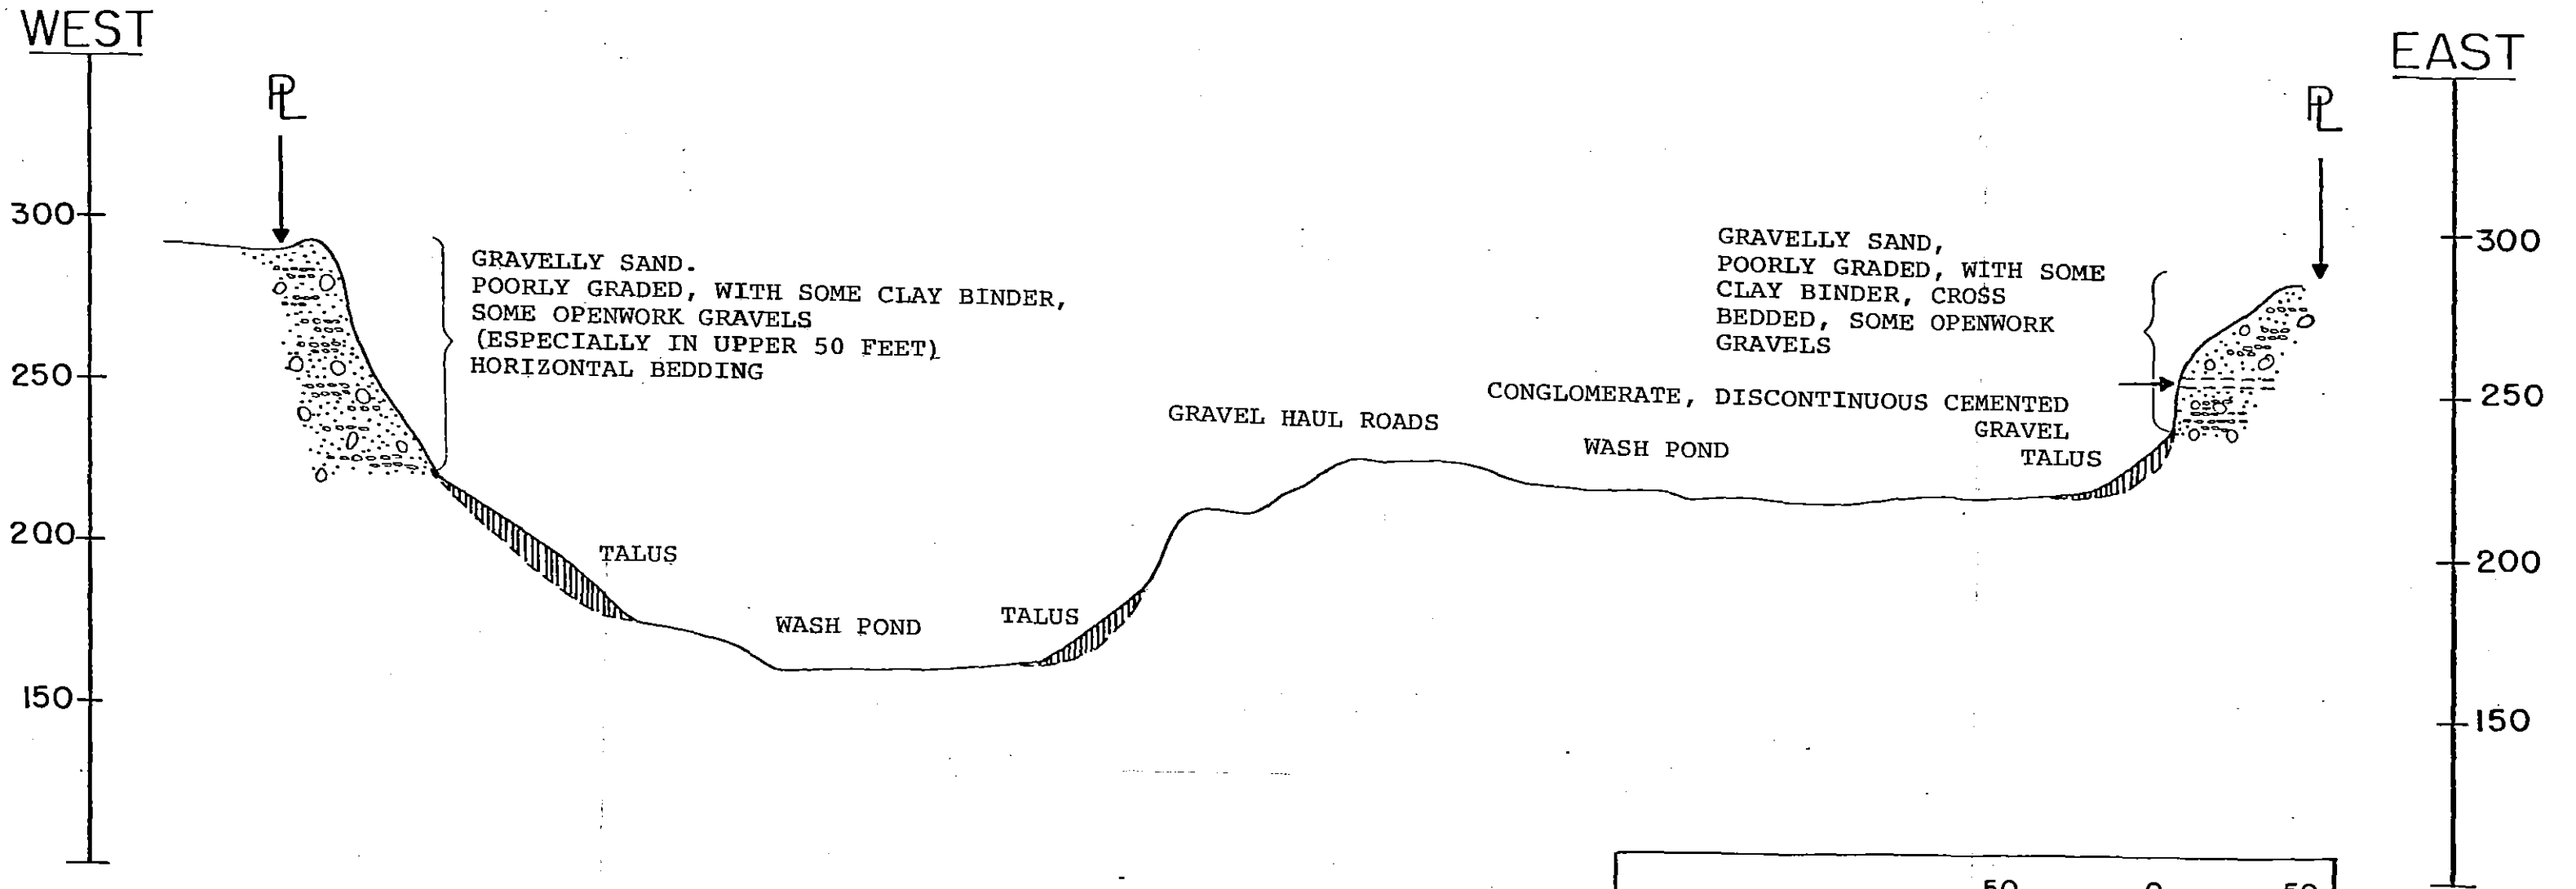 WEST
EAST
PL
PL
300
250
200
150
300
250
200
150
GRAVELLY SAND.
POORLY GRADED, WITH SOME CLAY BINDER,
SOME OPENWORK GRAVELS
(ESPECIALLY IN UPPER 50 FEET)
HORIZONTAL BEDDING
GRAVELLY SAND,
POORLY GRADED, WITH SOME
CLAY BINDER, CROSS
BEDDED, SOME OPENWORK
GRAVELS
CONGLOMERATE, DISCONTINUOUS CEMENTED
GRAVEL
GRAVEL HAUL ROADS
WASH POND
TALUS
TALUS
WASH POND
TALUS
50 0 50